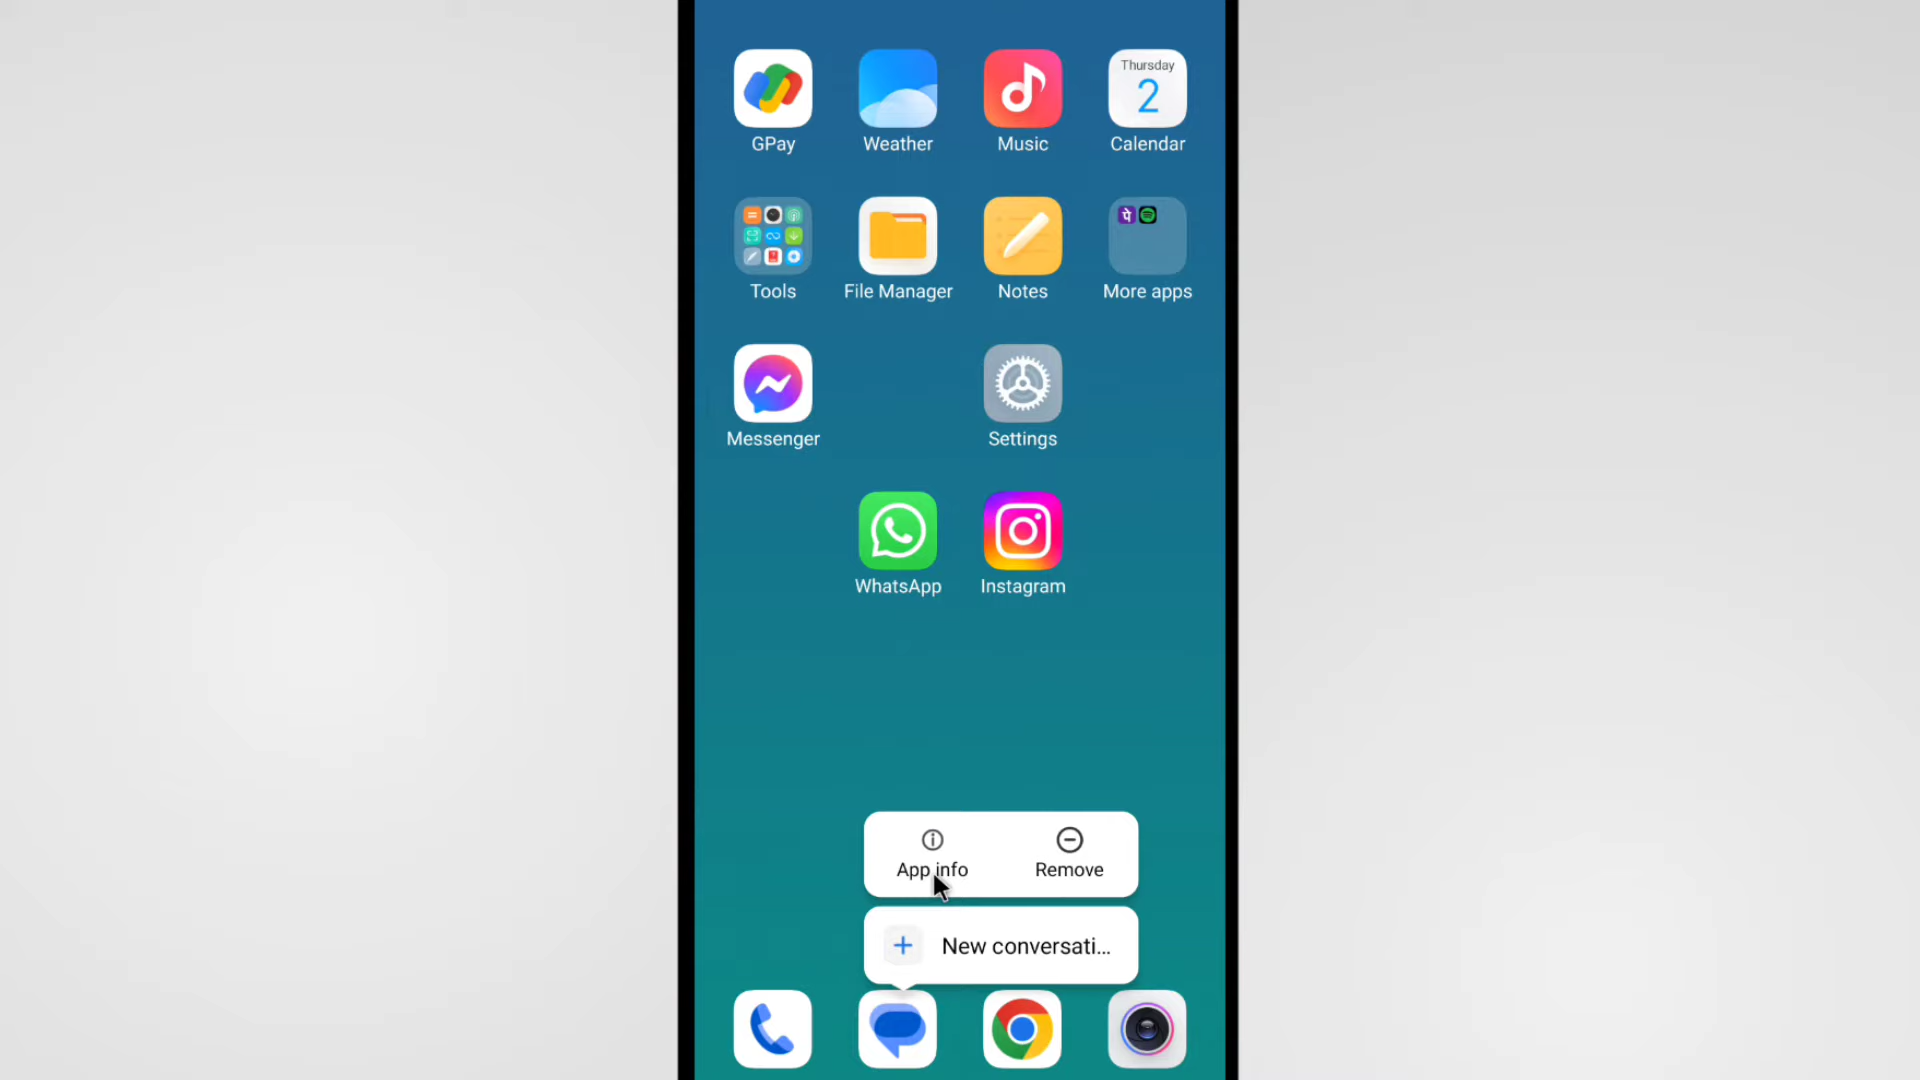 Thursday
2
GPay
Weather
Music
Calendar
Tools
File Manager
Notes
More apps
Messenger
Settings
WhatsApp
Instagram
App info
Remove
New conversati...